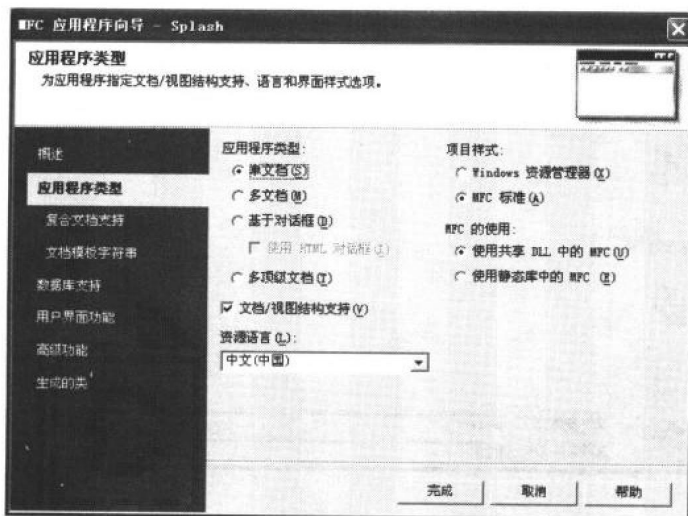 MFC 应用程序向导 - Splash
应用程序类型
为应用程序指定文档/视图结构支持、语言和界面样式选项。
概述
应用程序类型
复合文档支持
文档模板字符串
数据库支持
用户界面功能
高级功能
生成的类
应用程序类型:
单文档(S)
多文档(M)
基于对话框(D)
使用 HTML 对话框(I)
多顶级文档(T)
文档/视图结构支持(V)
资源语言(L):
中文(中国)
项目样式:
Windows 资源管理器(X)
MFC 标准(A)
MFC 的使用:
使用共享 DLL 中的 MFC(U)
使用静态库中的 MFC (E)
完成
取消
帮助